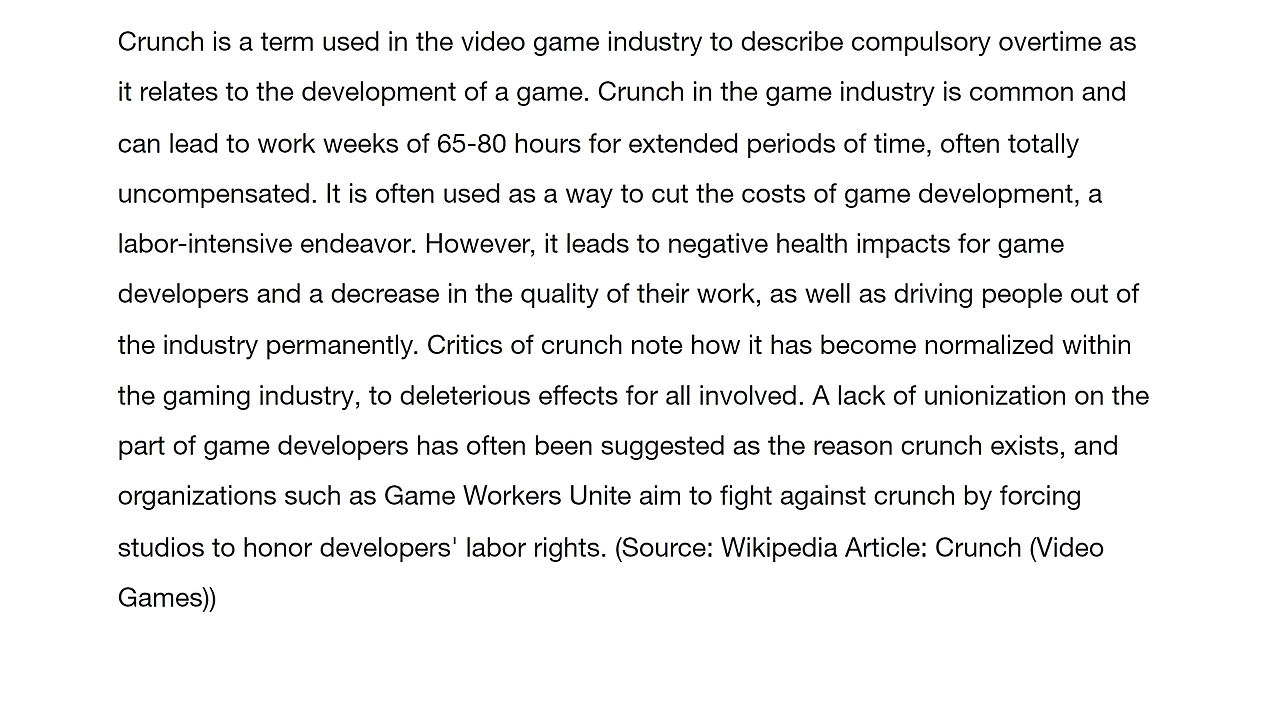 Crunch is a term used in the video game industry to describe compulsory overtime as
it relates to the development of a game. Crunch in the game industry is common and
can lead to work weeks of 65-80 hours for extended periods of time, often totally
uncompensated. It is often used as a way to cut the costs of game development, a
labor-intensive endeavor. However, it leads to negative health impacts for game
developers and a decrease in the quality of their work, as well as driving people out of
the industry permanently. Critics of crunch note how it has become normalized within
the gaming industry, to deleterious effects for all involved. A lack of unionization on the
part of game developers has often been suggested as the reason crunch exists, and
organizations such as Game Workers Unite aim to fight against crunch by forcing
studios to honor developers' labor rights. (Source: Wikipedia Article: Crunch (Video
Games))